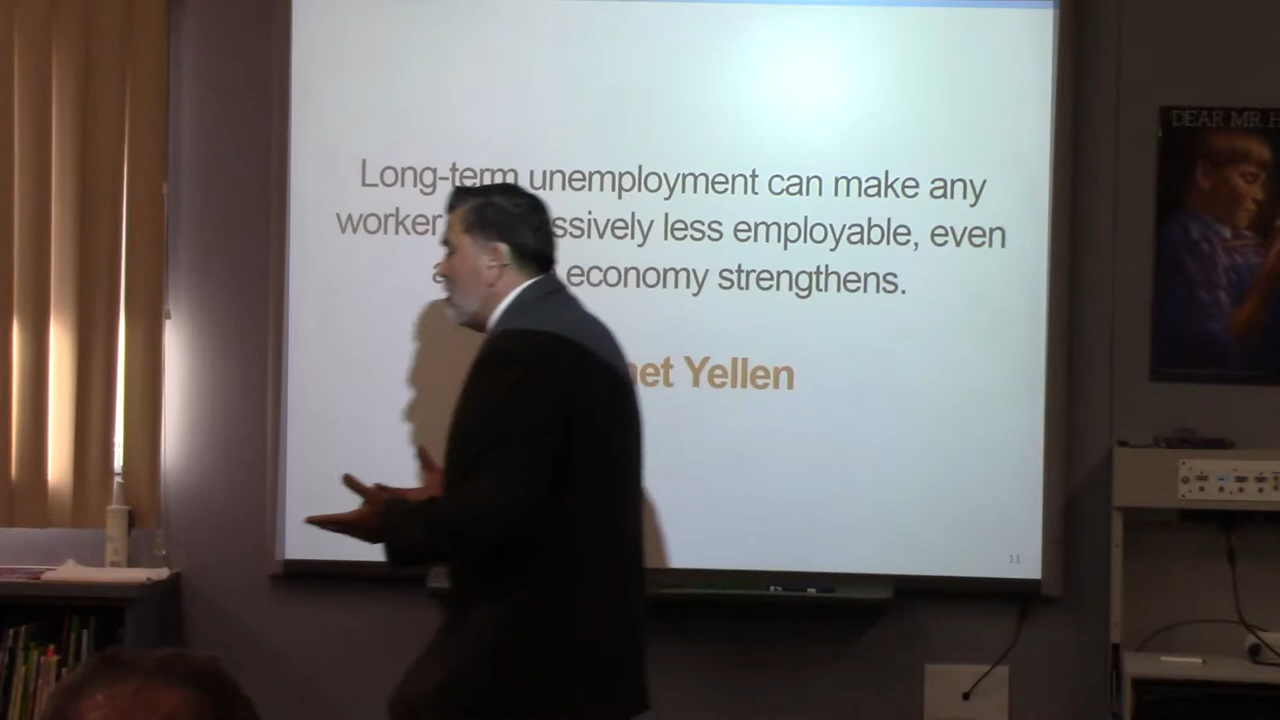 Long-term unemployment can make any
worker ssively less employable, even
a economy strengthens.
net Yellen
11
DEAR MR. H